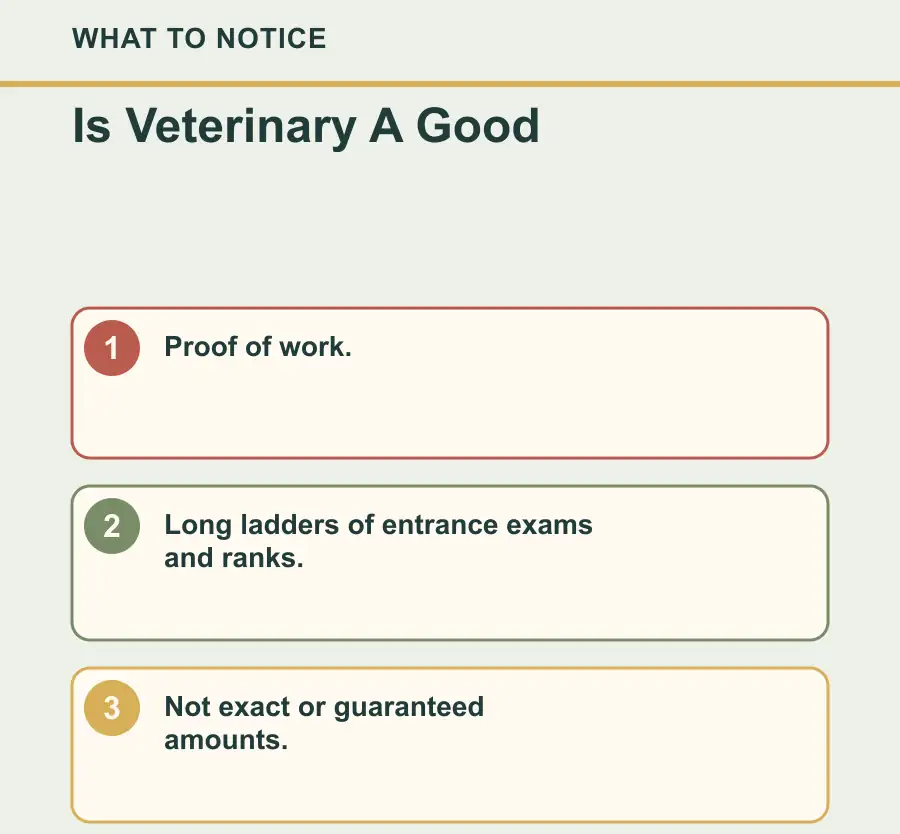 WHAT TO NOTICE
Is Veterinary A Good
1
Proof of work.
2
Long ladders of entrance exams
and ranks.
3
Not exact or guaranteed
amounts.